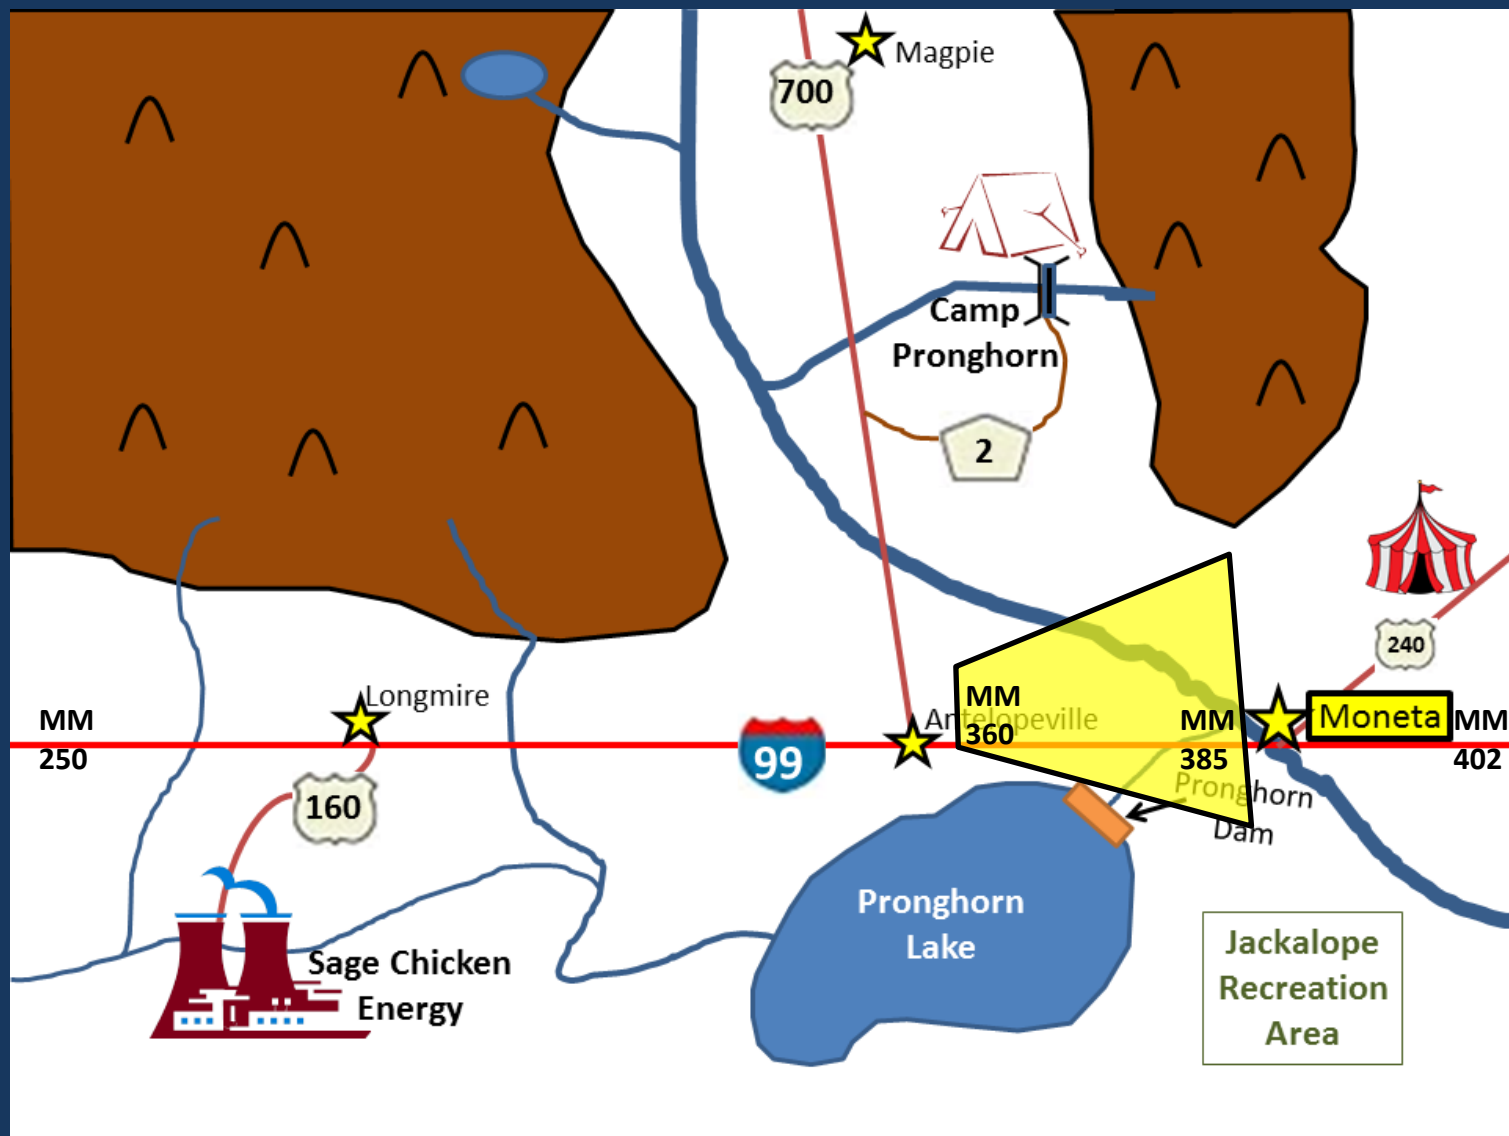 Magpie
700
Camp
Pronghorn
2
240
Longmire
MM
250
160
99
Antelopeville
MM
360
MM
385
Moneta
MM
402
Pronghorn
Dam
Pronghorn
Lake
Sage Chicken
Energy
Jackalope
Recreation
Area